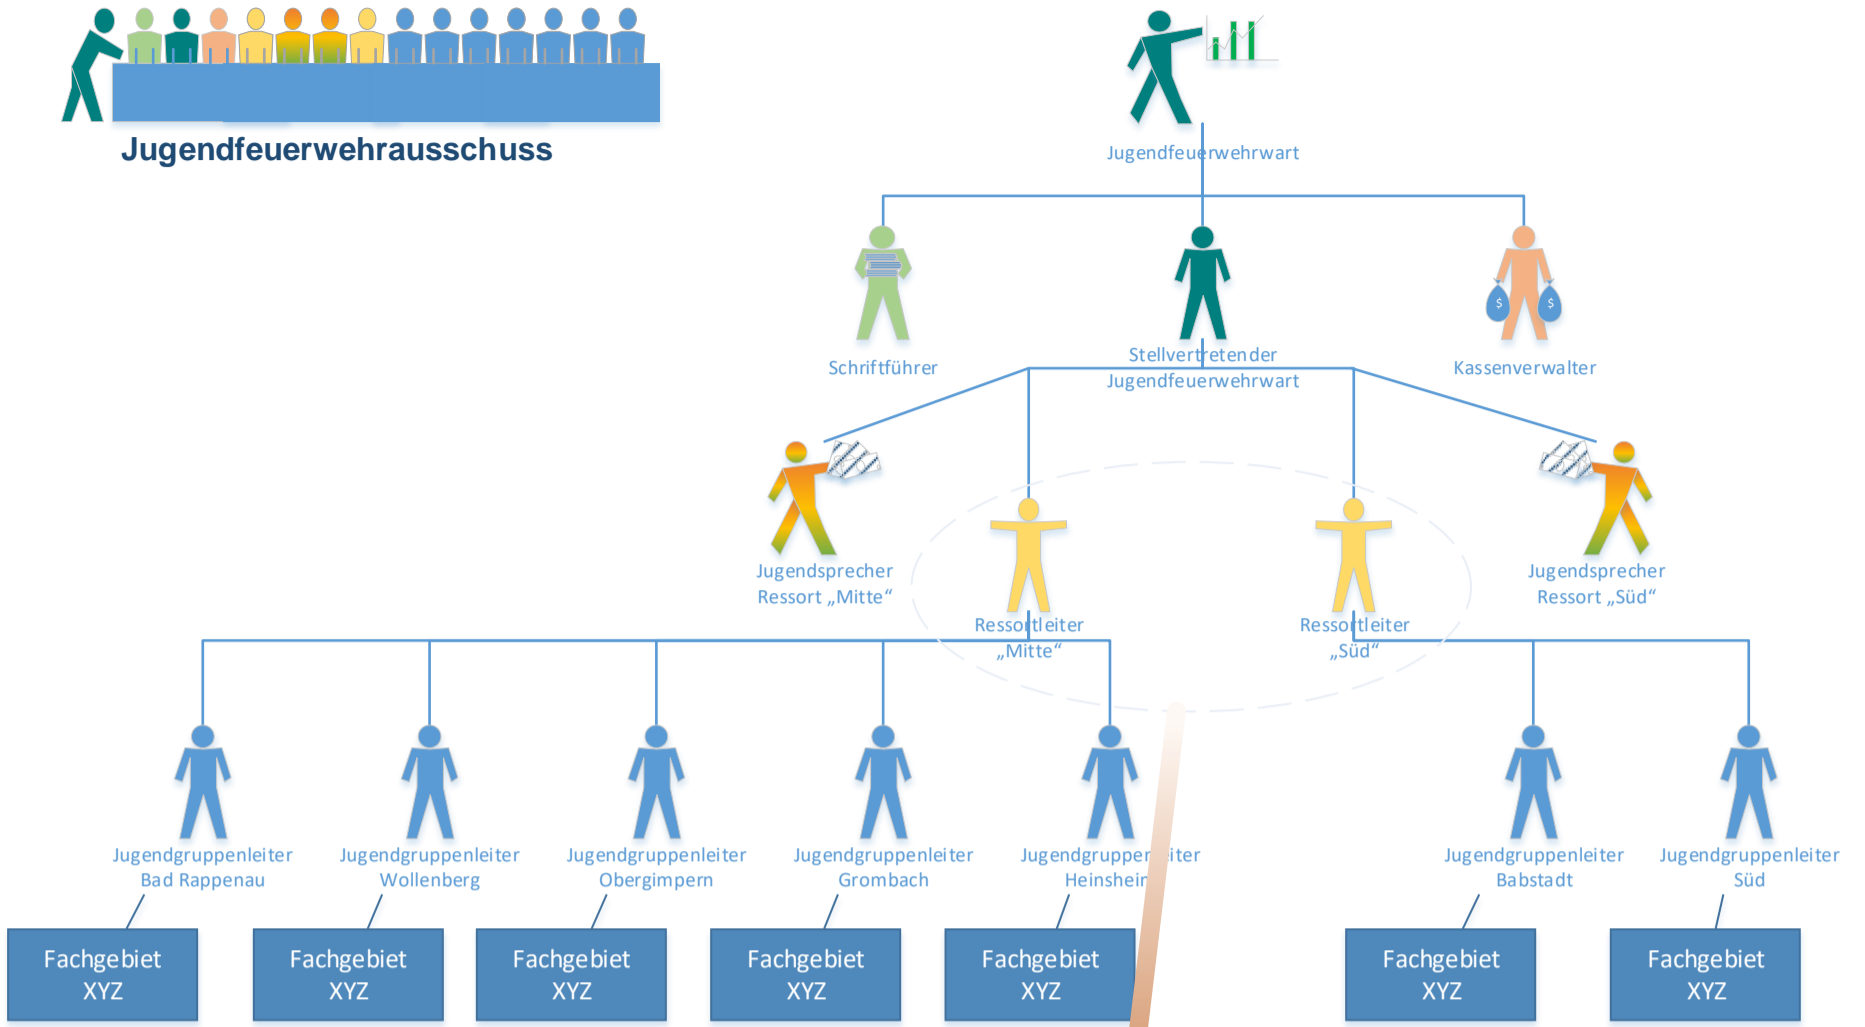 Jugendfeuerwehrausschuss
Jugendfeuerwehrwart
Schriftführer
Stellvertretender
Jugendfeuerwehrwart
Kassenverwalter
$
$
Jugendsprecher
Ressort „Mitte“
Jugendsprecher
Ressort „Süd“
Ressortleiter
„Mitte“
Ressortleiter
„Süd“
Jugendgruppenleiter
Bad Rappenau
Jugendgruppenleiter
Wollenberg
Jugendgruppenleiter
Obergimpern
Jugendgruppenleiter
Grombach
Jugendgruppenleiter
Heinsheim
Jugendgruppenleiter
Babstadt
Jugendgruppenleiter
Süd
Fachgebiet
XYZ
Fachgebiet
XYZ
Fachgebiet
XYZ
Fachgebiet
XYZ
Fachgebiet
XYZ
Fachgebiet
XYZ
Fachgebiet
XYZ